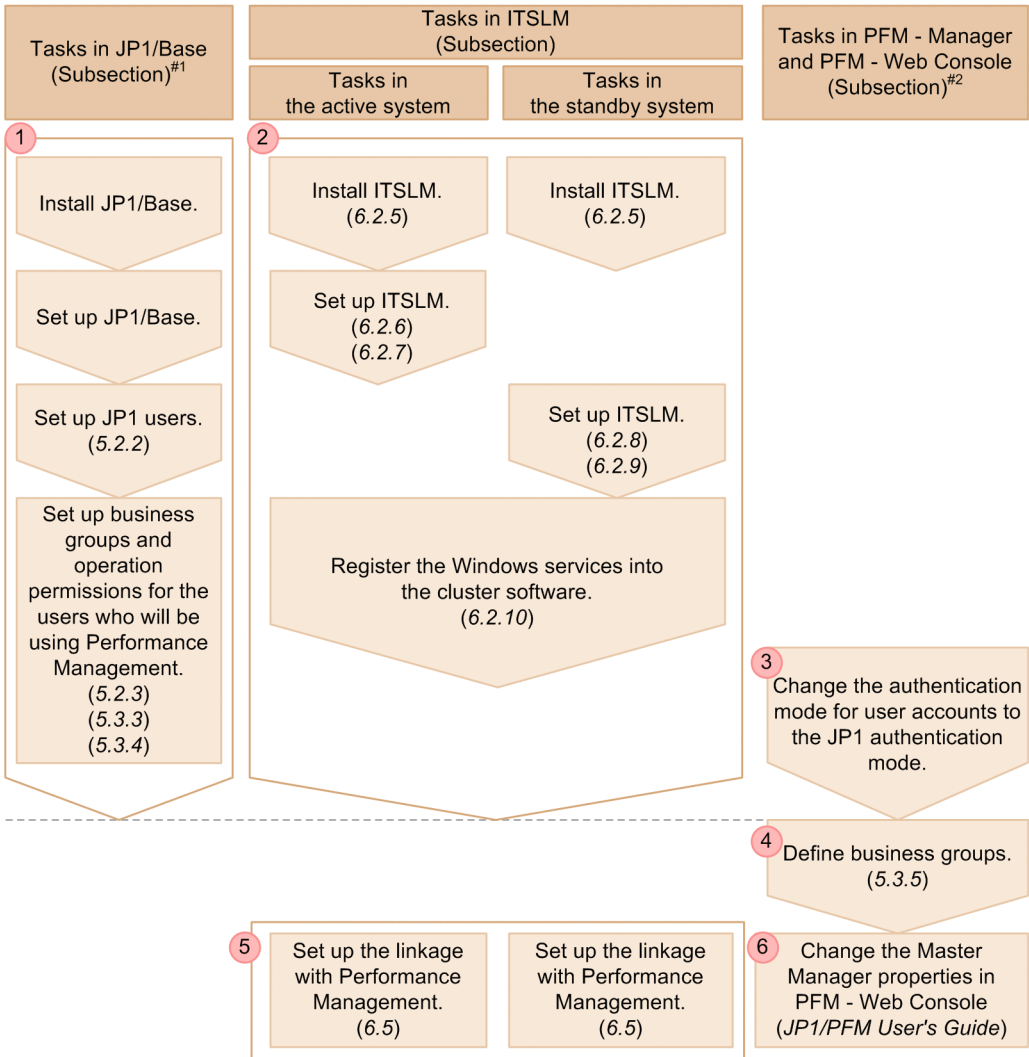 Tasks in JP1/Base
(Subsection)#1
Tasks in ITSLM
(Subsection)
Tasks in
the active system
Tasks in
the standby system
Tasks in PFM - Manager
and PFM - Web Console
(Subsection)#2
1
Install JP1/Base.
Set up JP1/Base.
Set up JP1 users.
(5.2.2)
Set up business
groups and
operation
permissions for the
users who will be
using Performance
Management.
(5.2.3)
(5.3.3)
(5.3.4)
2
Install ITSLM.
(6.2.5)
Install ITSLM.
(6.2.5)
Set up ITSLM.
(6.2.6)
(6.2.7)
Set up ITSLM.
(6.2.8)
(6.2.9)
Register the Windows services into
the cluster software.
(6.2.10)
3
Change the authentication
mode for user accounts to
the JP1 authentication
mode.
4
Define business groups.
(5.3.5)
5
Set up the linkage
with Performance
Management.
(6.5)
Set up the linkage
with Performance
Management.
(6.5)
6
Change the Master
Manager properties in
PFM - Web Console
(JP1/PFM User's Guide)